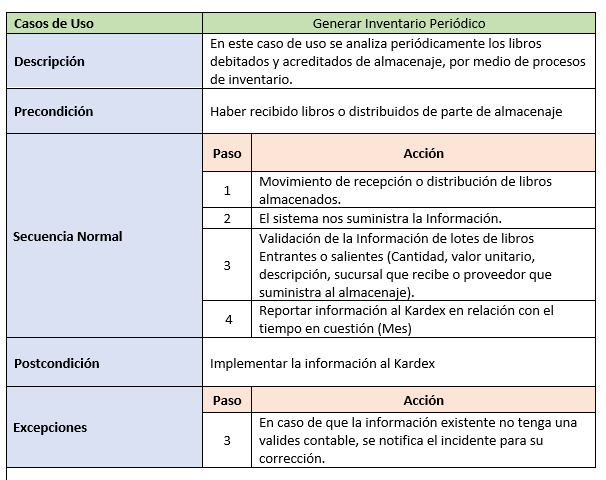 Casos de Uso
Generar Inventario Periódico
Descripción
En este caso de uso se analiza periódicamente los libros
debitados y acreditados de almacenaje, por medio de procesos
de inventario.
Precondición
Haber recibido libros o distribuidos de parte de almacenaje
Secuencia Normal
Paso
Acción
1
Movimiento de recepción o distribución de libros
almacenados.
2
El sistema nos suministra la Información.
3
Validación de la Información de lotes de libros
Entrantes o salientes (Cantidad, valor unitario,
descripción, sucursal que recibe o proveedor que
suministra al almacenaje).
4
Reportar información al Kardex en relación con el
tiempo en cuestión (Mes)
Postcondición
Implementar la información al Kardex
Excepciones
Paso
Acción
3
En caso de que la información existente no tenga una
valides contable, se notifica el incidente para su
corrección.